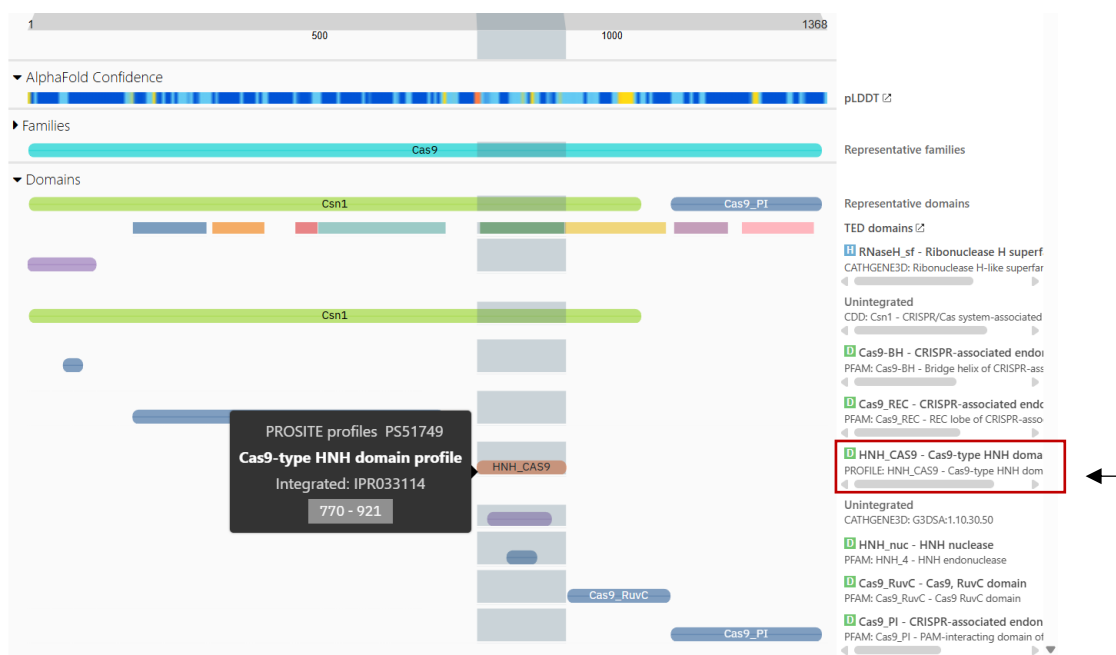 1 1368
500 1000
AlphaFold Confidence
pLDDT
Families
Cas9 Representative families
Domains
Csn1 Cas9_PI Representative domains
TED domains
H RNaseH_sf - Ribonuclease H superf
CATHGENE3D: Ribonuclease H-like superfar
Unintegrated
Csn1 CDD: Csn1 - CRISPR/Cas system-associated
D Cas9-BH - CRISPR-associated endor
PFAM: Cas9-BH - Bridge helix of CRISPR-ass
D Cas9_REC - CRISPR-associated endc
PFAM: Cas9_REC - REC lobe of CRISPR-asso
PROSITE profiles PS51749
Cas9-type HNH domain profile
Integrated: IPR033114
770 - 921
HNH_CAS9
D HNH_CAS9 - Cas9-type HNH doma
PROFILE: HNH_CAS9 - Cas9-type HNH dom
Unintegrated
CATHGENE3D: G3DSA:1.10.30.50
D HNH_nuc - HNH nuclease
PFAM: HNH_4 - HNH endonuclease
D Cas9_RuvC - Cas9, RuvC domain
Cas9_RuvC PFAM: Cas9_RuvC - Cas9 RuvC domain
D Cas9_PI - CRISPR-associated endon
Cas9_PI PFAM: Cas9_PI - PAM-interacting domain of